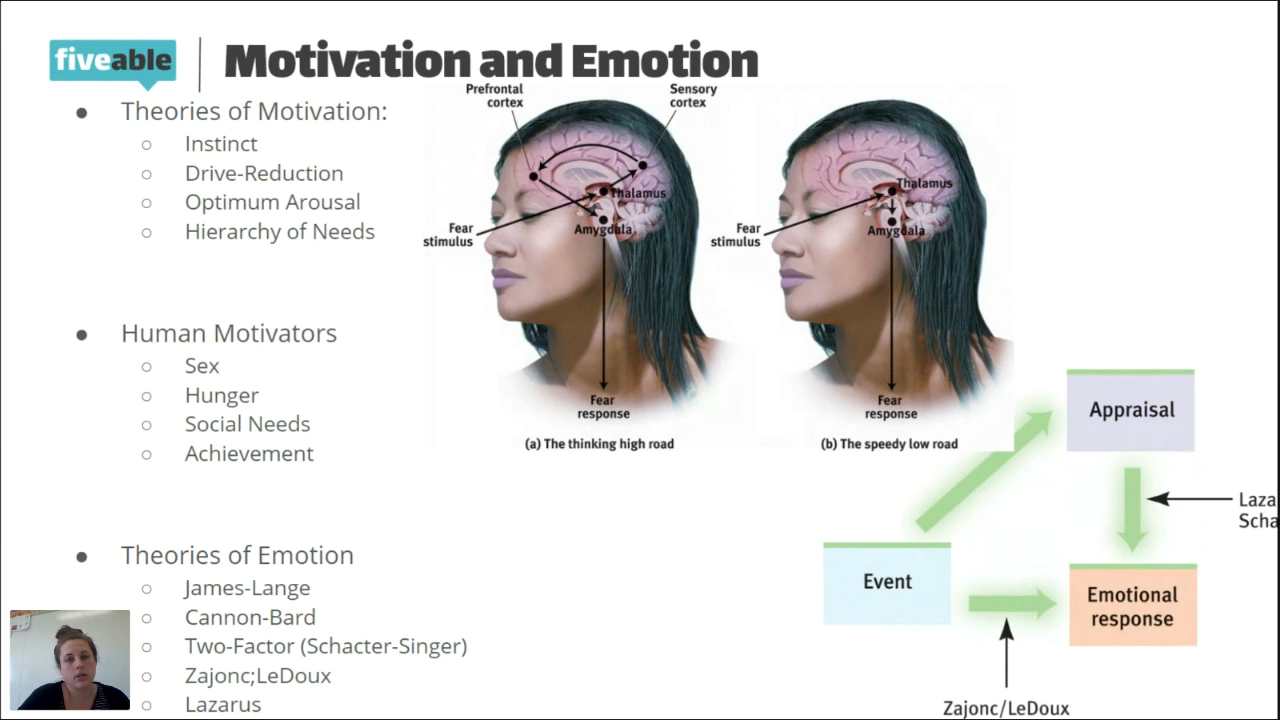 fiveable
Motivation and Emotion
● Theories of Motivation:
○ Instinct
○ Drive-Reduction
○ Optimum Arousal
○ Hierarchy of Needs
● Human Motivators
○ Sex
○ Hunger
○ Social Needs
○ Achievement
● Theories of Emotion
○ James-Lange
○ Cannon-Bard
○ Two-Factor (Schacter-Singer)
○ Zajonc;LeDoux
○ Lazarus
Prefrontal
cortex
Sensory
cortex
Thalamus
Fear
stimulus
Amygdala
Fear
response
(a) The thinking high road
Thalamus
Fear
stimulus
Amygdala
Fear
response
(b) The speedy low road
Appraisal
Laza
Scha
Event
Emotional
response
Zajonc/LeDoux